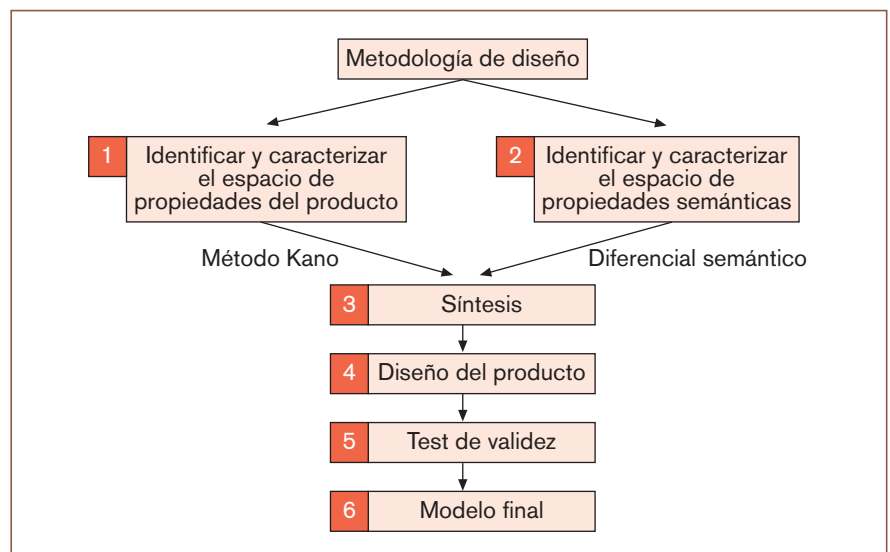 Metodología de diseño
1
Identificar y caracterizar
el espacio de
propiedades del producto
2
Identificar y caracterizar
el espacio de
propiedades semánticas
Método Kano
Diferencial semántico
3
Síntesis
4
Diseño del producto
5
Test de validez
6
Modelo final